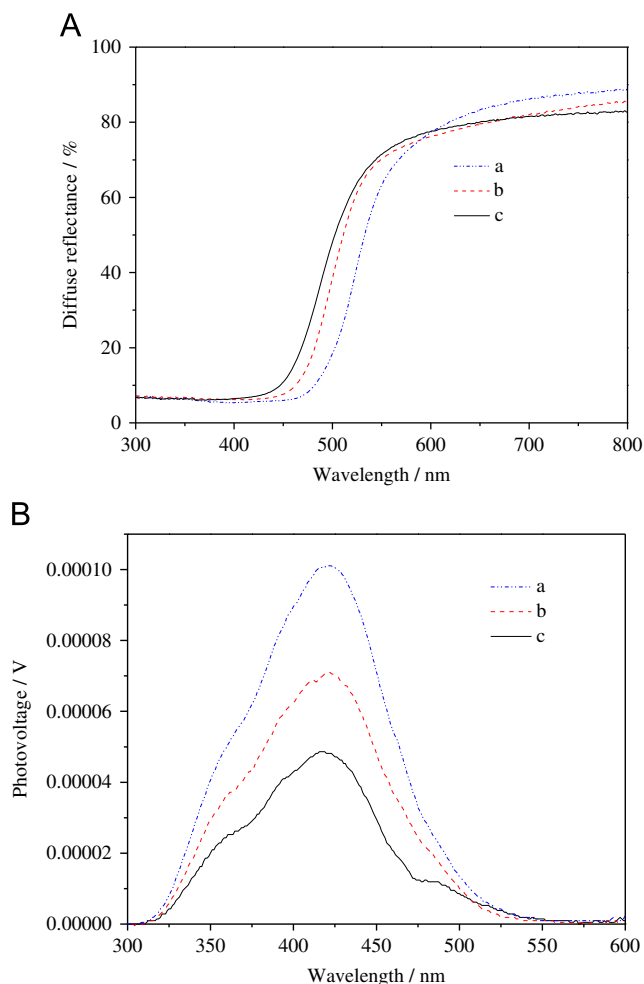 A
100
80
60
40
20
0
Diffuse reflectance / %
a
b
c
300 400 500 600 700 800
Wavelength / nm
B
0.00010
0.00008
0.00006
0.00004
0.00002
0.00000
Photovoltage / V
a
b
c
300 350 400 450 500 550 600
Wavelength / nm